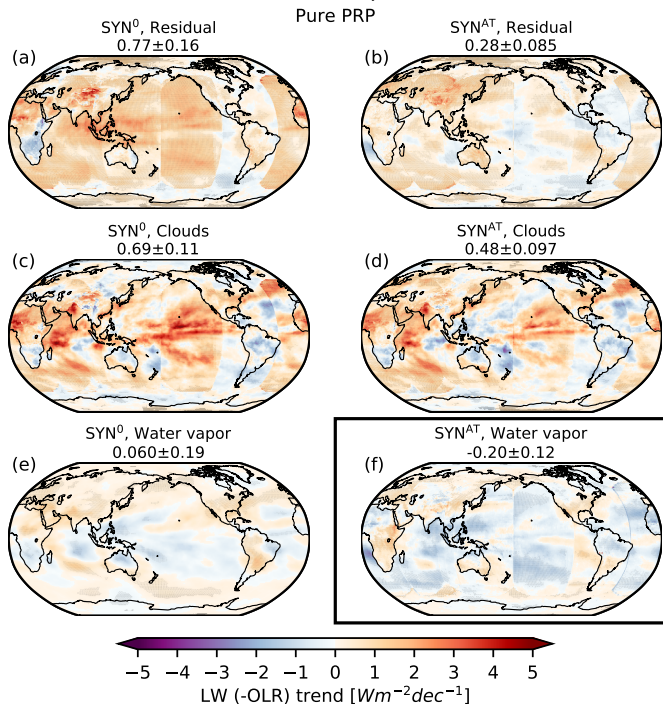 Pure PRP
SYN⁰, Residual
0.77±0.16
SYNᴬᵀ, Residual
0.28±0.085
(a)
(b)
SYN⁰, Clouds
0.69±0.11
SYNᴬᵀ, Clouds
0.48±0.097
(c)
(d)
SYN⁰, Water vapor
0.060±0.19
SYNᴬᵀ, Water vapor
-0.20±0.12
(e)
(f)
−5 −4 −3 −2 −1 0 1 2 3 4 5
LW (-OLR) trend [Wm⁻²dec⁻¹]